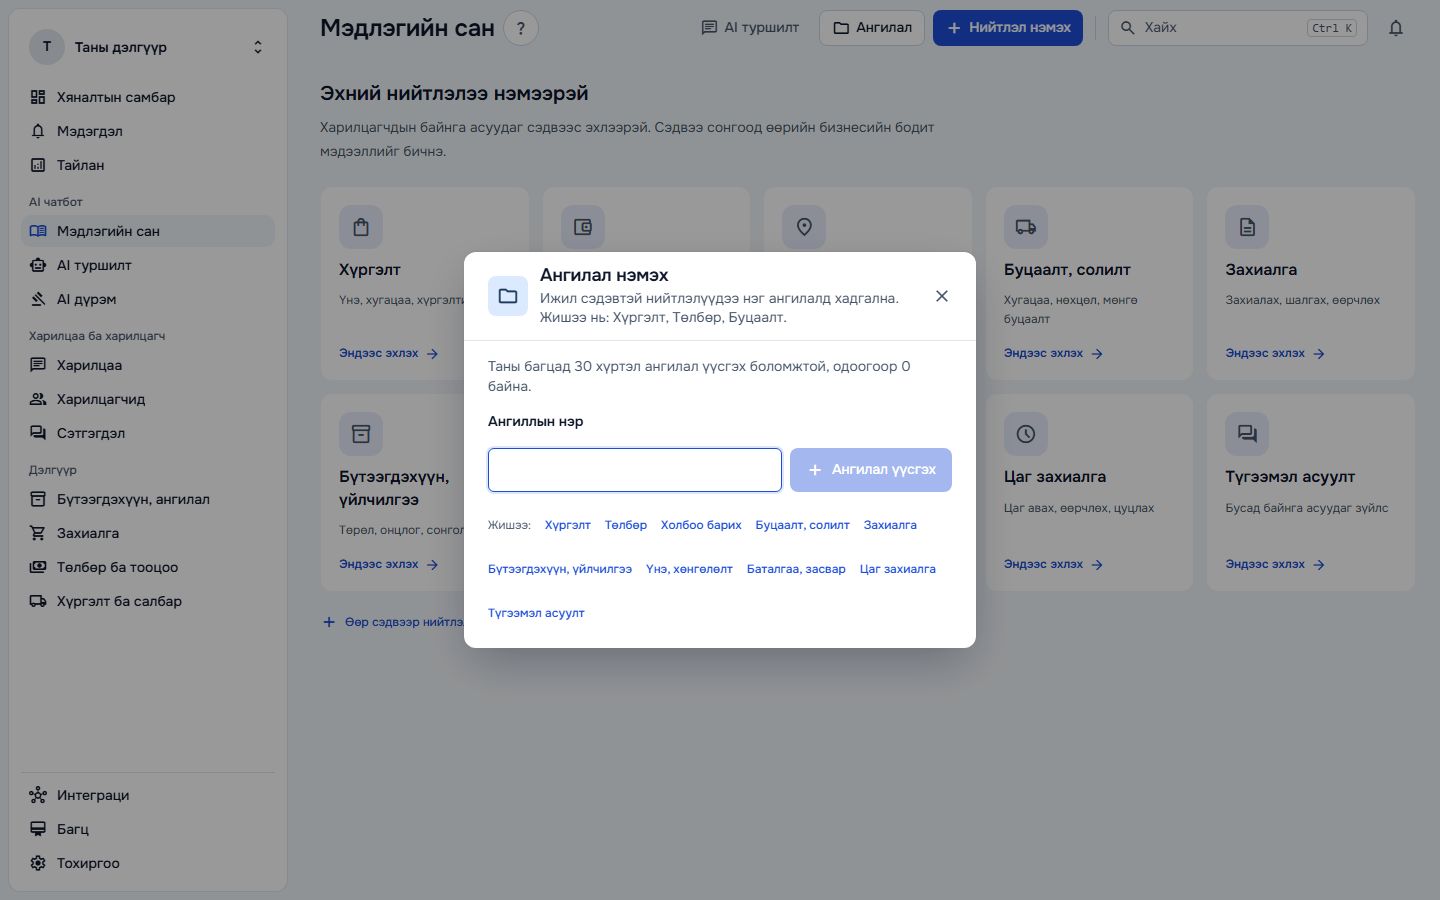 Т Таны дэлгүүр
Хяналтын самбар
Мэдэгдэл
Тайлан
AI чатбот
Мэдлэгийн сан
AI туршилт
AI дүрэм
Харилцаа ба харилцагч
Харилцаа
Харилцагчид
Сэтгэгдэл
Дэлгүүр
Бүтээгдэхүүн, ангилал
Захиалга
Төлбөр ба тооцоо
Хүргэлт ба салбар
Интеграци
Багц
Тохиргоо
Мэдлэгийн сан ?
AI туршилт
Ангилал
+ Нийтлэл нэмэх
Хайх Ctrl K
Эхний нийтлэлээ нэмээрэй
Харилцагчдын байнга асуудаг сэдвээс эхлээрэй. Сэдвээ сонгоод өөрийн бизнесийн бодит
мэдээллийг бичнэ.
Хүргэлт
Үнэ, хугацаа,
Эндээс эхлэх
Буцаалт, солилт
Хугацаа, нөхцөл, мөнгө
буцаалт
Эндээс эхлэх
Захиалга
Захиалах, шалгах, өөрчлөх
Эндээс эхлэх
Бүтээгдэхүүн,
үйлчилгээ
Төрөл, онцлог,
Эндээс эхлэх
Цаг захиалга
Цаг авах, өөрчлөх, цуцлах
Эндээс эхлэх
Түгээмэл асуулт
Бусад байнга асуудаг зүйлс
Эндээс эхлэх
+ Өөр сэдвээр
Ангилал нэмэх
Ижил сэдэвтэй нийтлэлүүдээ нэг ангилалд хадгална.
Жишээ нь: Хүргэлт, Төлбөр, Буцаалт.
Таны багцад 30 хүртэл ангилал үүсгэх боломжтой, одоогоор 0
байна.
Ангиллын нэр
+ Ангилал үүсгэх
Жишээ: Хүргэлт Төлбөр Холбоо барих Буцаалт, солилт Захиалга
Бүтээгдэхүүн, үйлчилгээ Үнэ, хөнгөлөлт Баталгаа, засвар Цаг захиалга
Түгээмэл асуулт